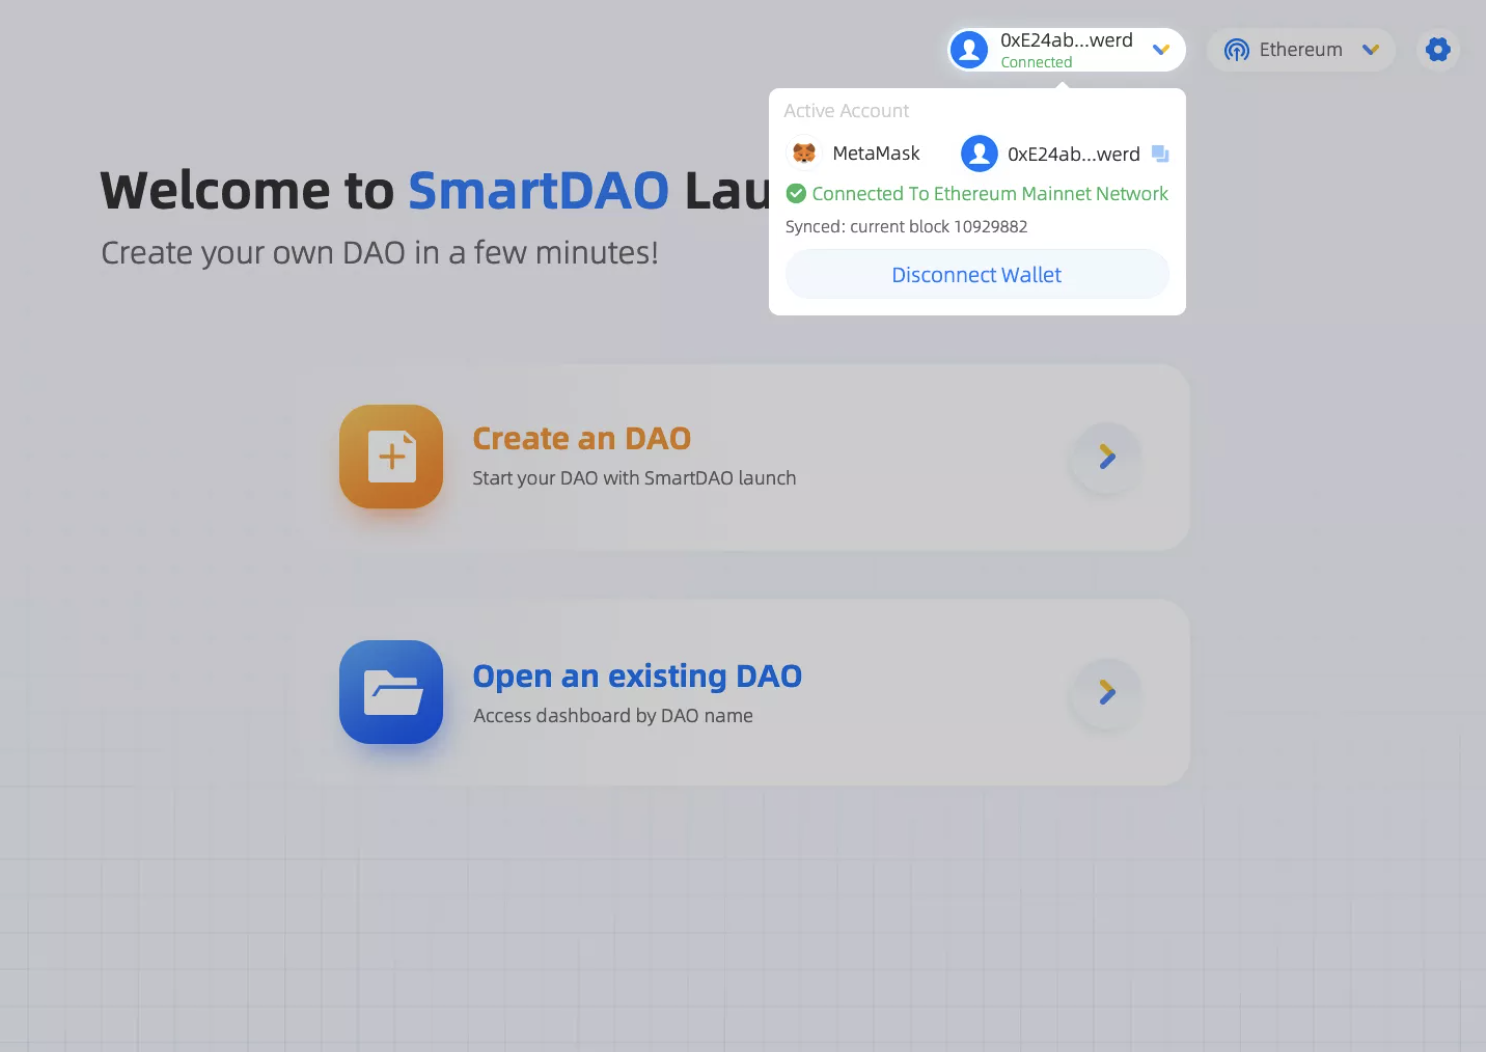 0xE24ab...werd
Connected
Ethereum
Active Account
MetaMask
0xE24ab...werd
Connected To Ethereum Mainnet Network
Synced: current block 10929882
Disconnect Wallet
Welcome to SmartDAO Lau
Create your own DAO in a few minutes!
Create an DAO
Start your DAO with SmartDAO launch
Open an existing DAO
Access dashboard by DAO name